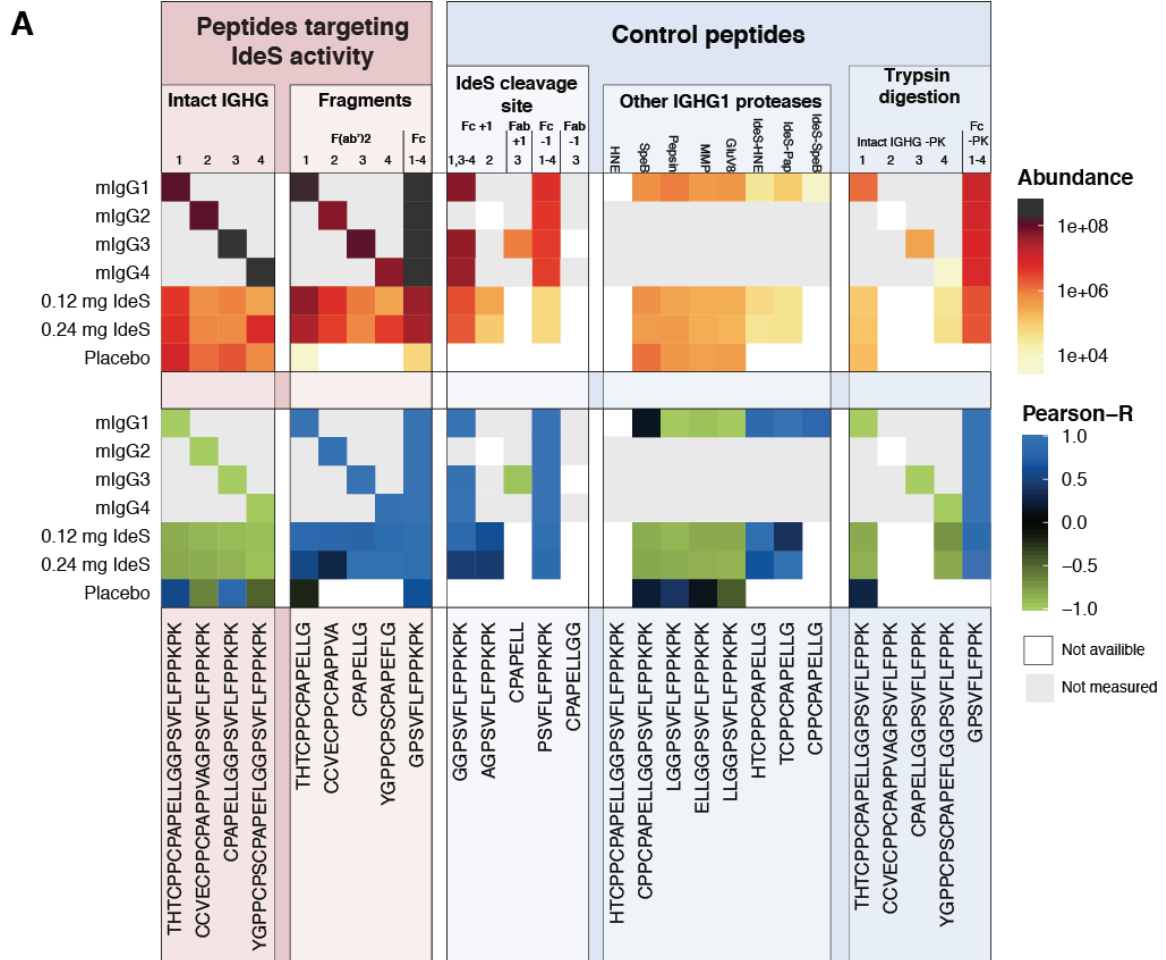 A
Peptides targeting
IdeS activity
Control peptides
Intact IGHG
Fragments
IdeS cleavage
site
Other IGHG1 proteases
Trypsin
digestion
F(ab')2
Fc
Fc +1
Fab
+1
Fc
-1
Fab
-1
HNE
SpeB
Pepsin
MMP
GluV8
IdeS-HNE
IdeS-Pap
IdeS-SpeB
Intact IGHG -PK
Fc
-PK
1 2 3 4 1 2 3 4 1-4 1,3-4 2 3 1-4 3 1 2 3 4 1-4
mIgG1
mIgG2
mIgG3
mIgG4
0.12 mg IdeS
0.24 mg IdeS
Placebo
Abundance
1e+08
1e+06
1e+04
mIgG1
mIgG2
mIgG3
mIgG4
0.12 mg IdeS
0.24 mg IdeS
Placebo
Pearson-R
1.0
0.5
0.0
-0.5
-1.0
Not availible
Not measured
THTCPPCPAPELLGGPSVFLFPPKPK
CCVECPPCPAPPVAGPSVFLFPPKPK
CPAPELLGGPSVFLFPPKPK
YGPPCPSCPAPEFLGGPSVFLFPPKPK
THTCPPCPAPELLG
CCVECPPCPAPPVA
CPAPELLG
YGPPCPSCPAPEFLG
GPSVFLFPPKPK
GGPSVFLFPPKPK
AGPSVFLFPPKPK
CPAPELL
PSVFLFPPKPK
CPAPELLGG
HTCPPCPAPELLGGPSVFLFPPKPK
CPPCPAPELLGGPSVFLFPPKPK
LGGPSVFLFPPKPK
ELLGGPSVFLFPPKPK
LLGGPSVFLFPPKPK
HTCPPCPAPELLG
TCPPCPAPELLG
CPPCPAPELLG
THTCPPCPAPELLGGPSVFLFPPK
CCVECPPCPAPPVAGPSVFLFPPK
CPAPELLGGPSVFLFPPK
YGPPCPSCPAPEFLGGPSVFLFPPK
GPSVFLFPPK